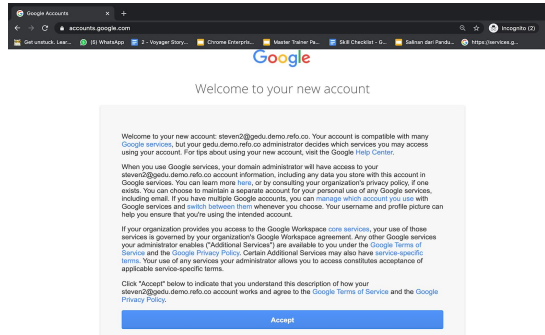 Google Accounts
accounts.google.com
Incognito (2)
Get unstuck. Lear...
(6) WhatsApp
2 - Voyager Story...
Chrome Enterpris...
Master Trainer Pa...
Skill Checklist - G...
Salinan dari Pandu...
https://services.g...
Google
Welcome to your new account
Welcome to your new account: steven2@gedu.demo.refo.co. Your account is compatible with many
Google services, but your gedu.demo.refo.co administrator decides which services you may access
using your account. For tips about using your new account, visit the Google Help Center.
When you use Google services, your domain administrator will have access to your
steven2@gedu.demo.refo.co account information, including any data you store with this account in
Google services. You can learn more here, or by consulting your organization's privacy policy, if one
exists. You can choose to maintain a separate account for your personal use of any Google services,
including email. If you have multiple Google accounts, you can manage which account you use with
Google services and switch between them whenever you choose. Your username and profile picture can
help you ensure that you're using the intended account.
If your organization provides you access to the Google Workspace core services, your use of those
services is governed by your organization's Google Workspace agreement. Any other Google services
your administrator enables ("Additional Services") are available to you under the Google Terms of
Service and the Google Privacy Policy. Certain Additional Services may also have service-specific
terms. Your use of any services your administrator allows you to access constitutes acceptance of
applicable service-specific terms.
Click "Accept" below to indicate that you understand this description of how your
steven2@gedu.demo.refo.co account works and agree to the Google Terms of Service and the Google
Privacy Policy.
Accept